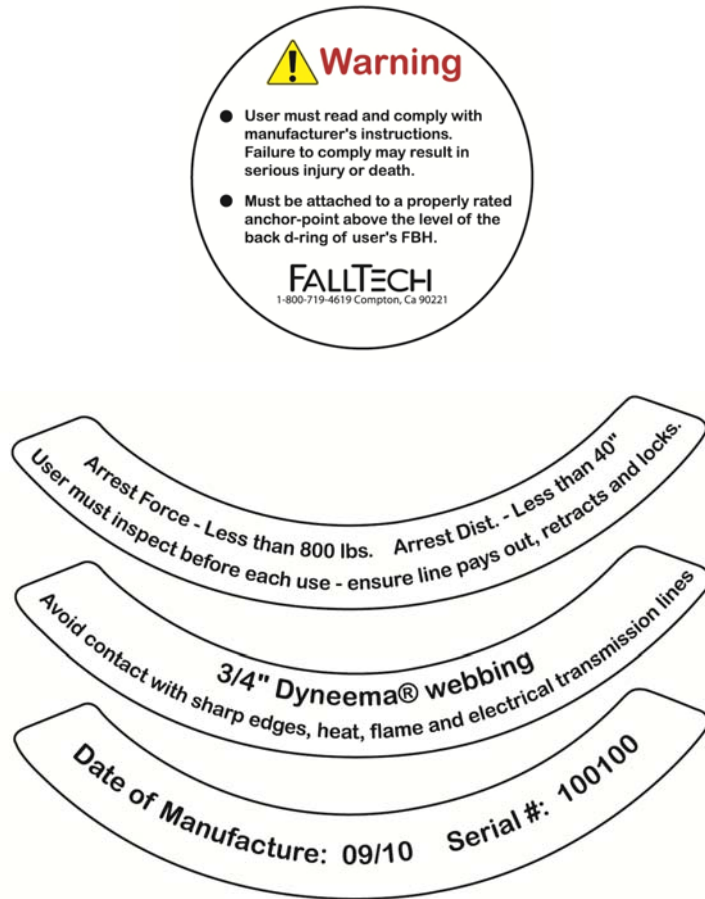 Warning
● User must read and comply with
manufacturer's instructions.
Failure to comply may result in
serious injury or death.
● Must be attached to a properly rated
anchor-point above the level of the
back d-ring of user's FBH.
FALLTECH
1-800-719-4619 Compton, Ca 90221
Arrest Force - Less than 800 lbs. Arrest Dist. - Less than 40"
User must inspect before each use - ensure line pays out, retracts and locks.
3/4" Dyneema® webbing
Avoid contact with sharp edges, heat, flame and electrical transmission lines
Date of Manufacture: 09/10 Serial #: 100100